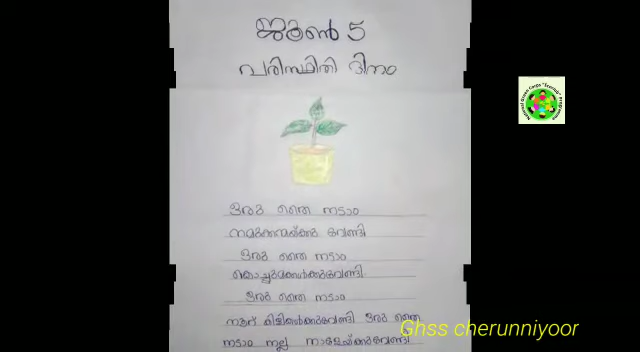 ജൂൺ 5
പരിസ്ഥിതി ദിനം
ഒരു തൈ നടാം
നമുക്കമ്മയ്ക്കു വേണ്ടി
ഒരു തൈ നടാം
കൊച്ചുമക്കൾക്കുവേണ്ടി
ഒരു തൈ നടാം
നൂറ് കിളികൾക്കുവേണ്ടി ഒരു തൈ
നടാം നല്ല നാളേയ്ക്കുവേണ്ടി
Ghss cherunniyoor